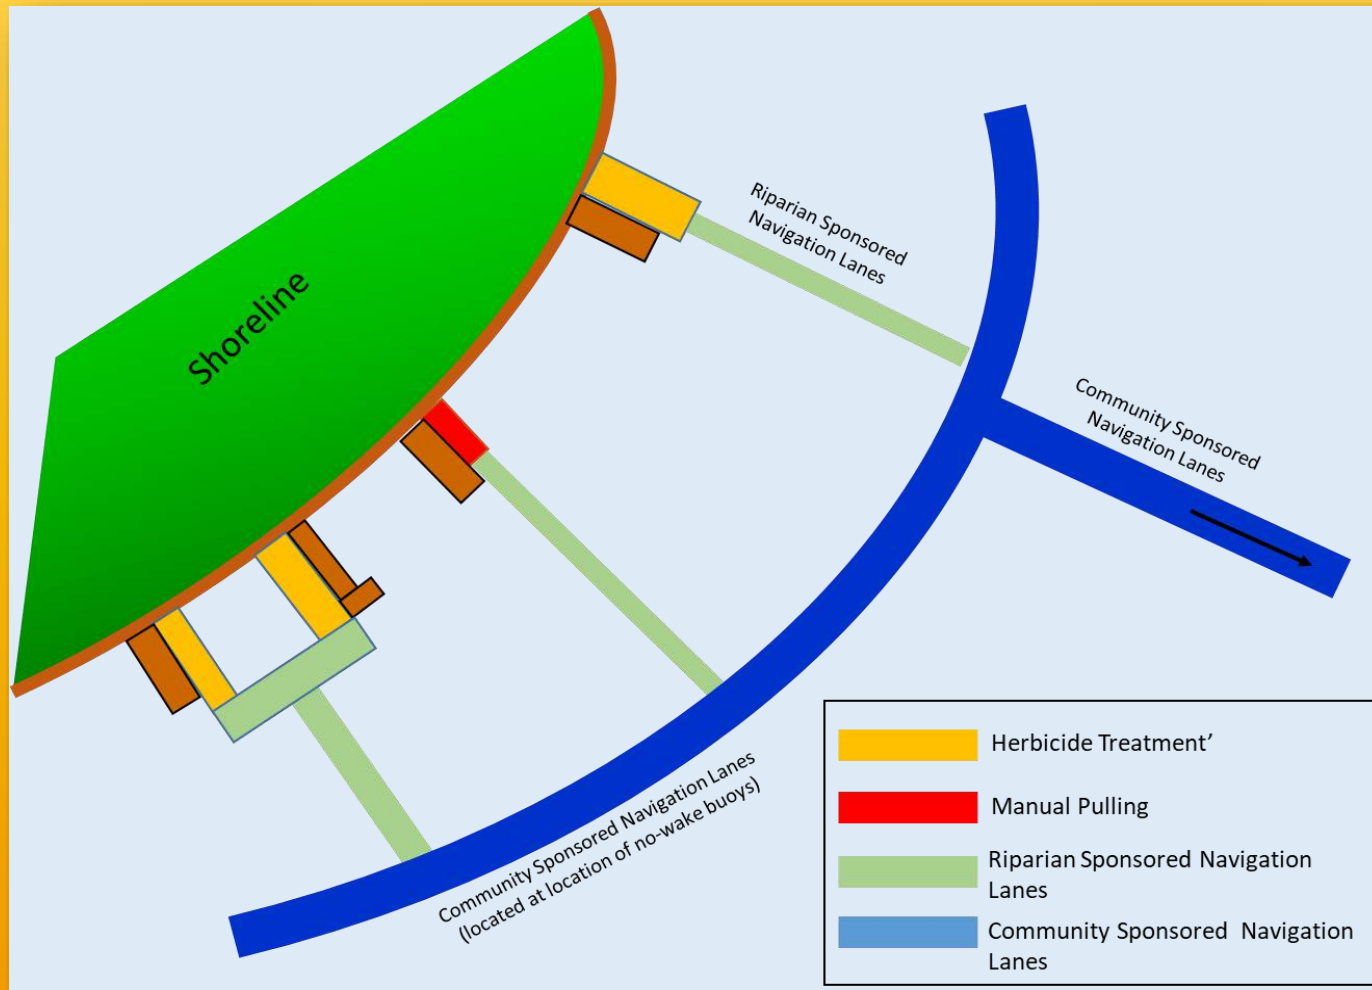 Riparian Sponsored
Navigation Lanes
Shoreline
Community Sponsored
Navigation Lanes
Community Sponsored Navigation Lanes
(located at location of no-wake buoys)
Herbicide Treatment’
Manual Pulling
Riparian Sponsored Navigation
Lanes
Community Sponsored Navigation
Lanes